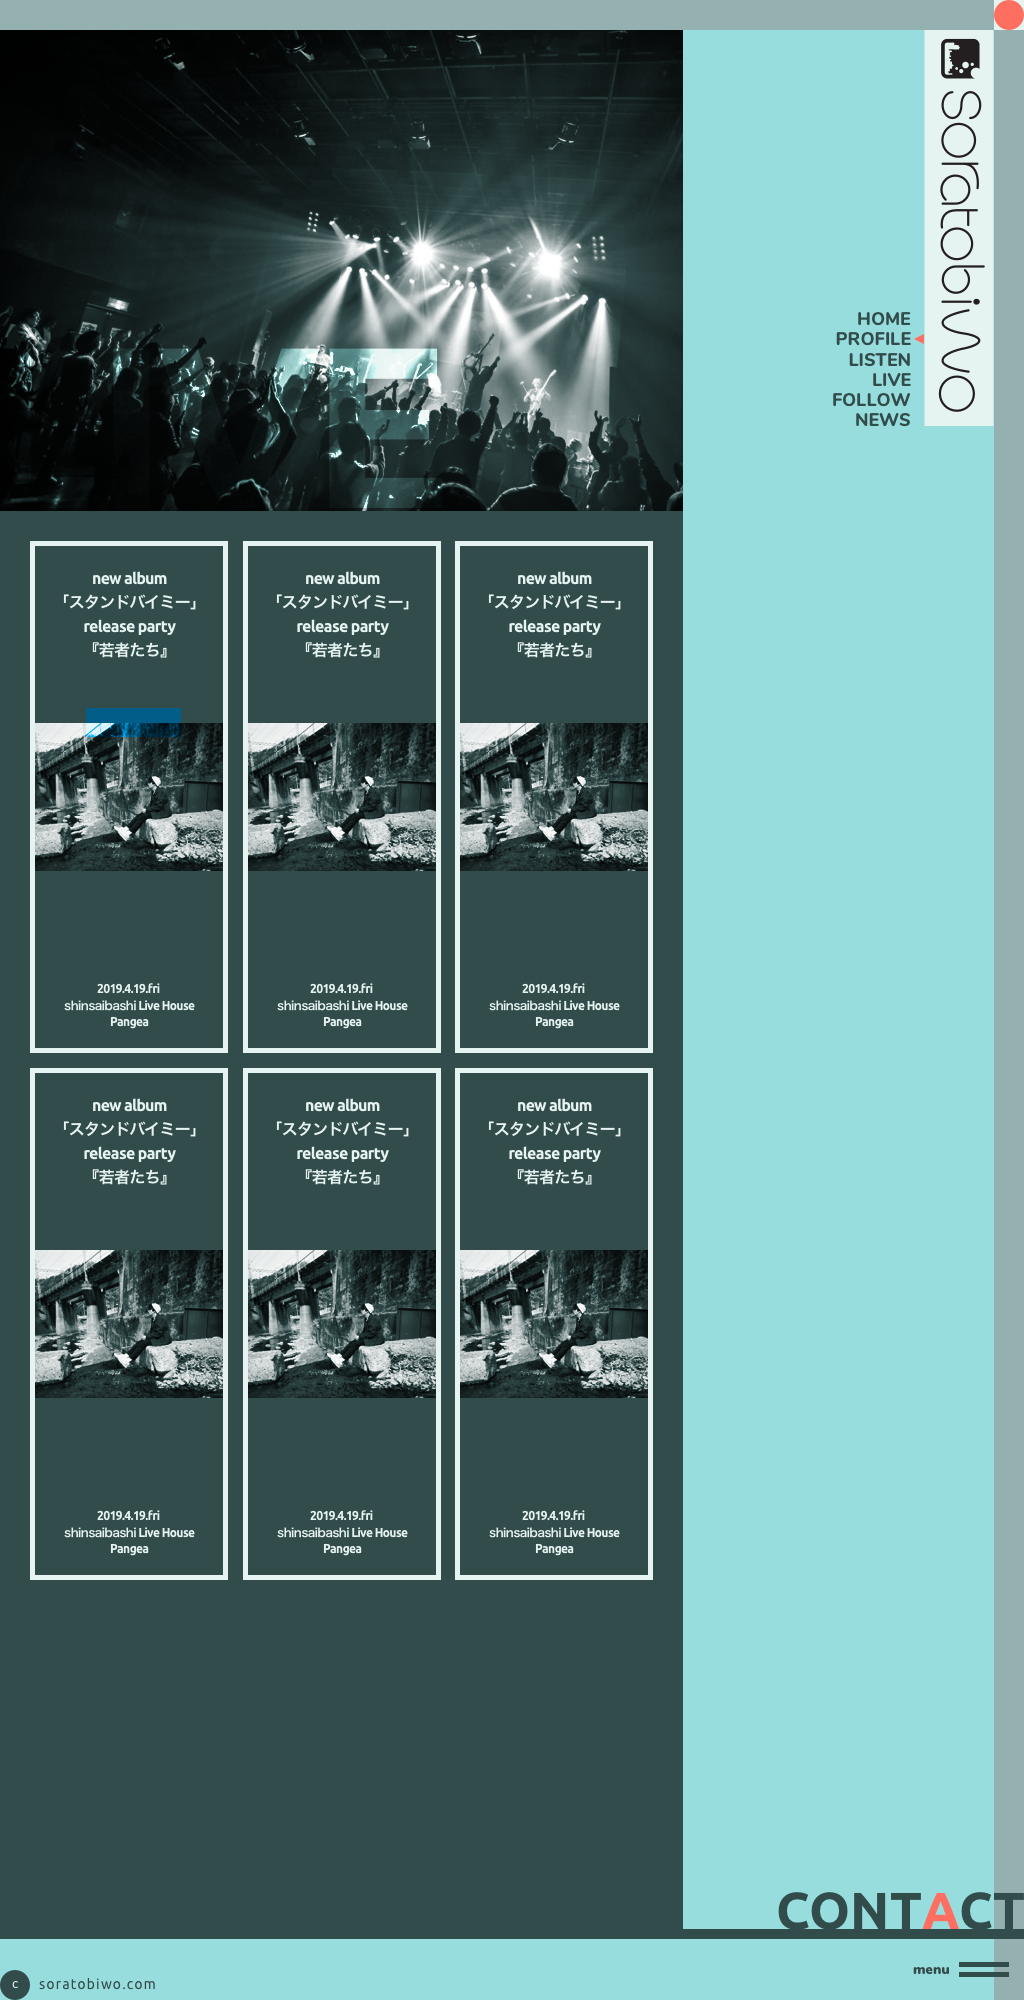 soratobiwo
HOME
PROFILE
LISTEN
LIVE
FOLLOW
NEWS
LIVE
new album
「スタンドバイミー」
release party
『若者たち』
2019.4.19.fri
shinsaibashi Live House
Pangea
new album
「スタンドバイミー」
release party
『若者たち』
2019.4.19.fri
shinsaibashi Live House
Pangea
new album
「スタンドバイミー」
release party
『若者たち』
2019.4.19.fri
shinsaibashi Live House
Pangea
new album
「スタンドバイミー」
release party
『若者たち』
2019.4.19.fri
shinsaibashi Live House
Pangea
new album
「スタンドバイミー」
release party
『若者たち』
2019.4.19.fri
shinsaibashi Live House
Pangea
new album
「スタンドバイミー」
release party
『若者たち』
2019.4.19.fri
shinsaibashi Live House
Pangea
CONTACT
menu
c soratobiwo.com